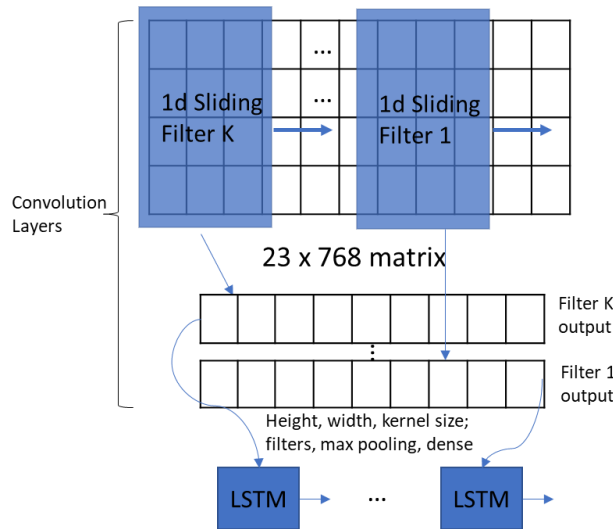 ...
...
1d Sliding
Filter K
1d Sliding
Filter 1
Convolution
Layers
23 x 768 matrix
Filter K
output
...
Filter 1
output
Height, width, kernel size;
filters, max pooling, dense
LSTM
...
LSTM